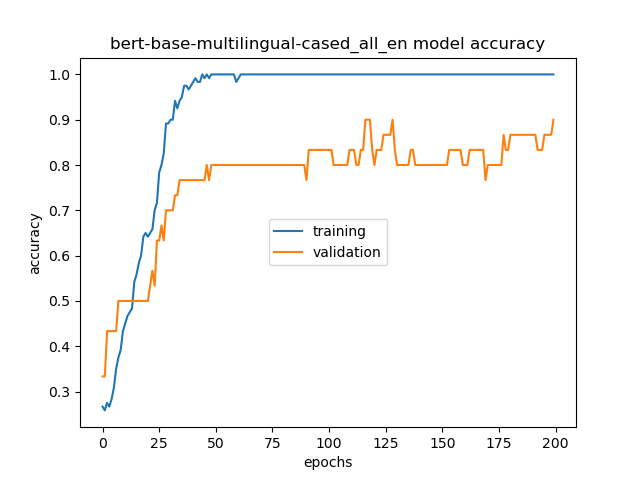 bert-base-multilingual-cased_all_en model accuracy
1.0
0.9
0.8
0.7
0.6
0.5
0.4
0.3
accuracy
training
validation
0 25 50 75 100 125 150 175 200
epochs